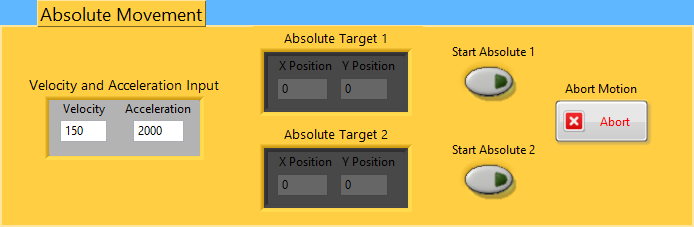 Absolute Movement
Velocity and Acceleration Input
Velocity Acceleration
150 2000
Absolute Target 1
X Position Y Position
0 0
Absolute Target 2
X Position Y Position
0 0
Start Absolute 1
Start Absolute 2
Abort Motion
Abort